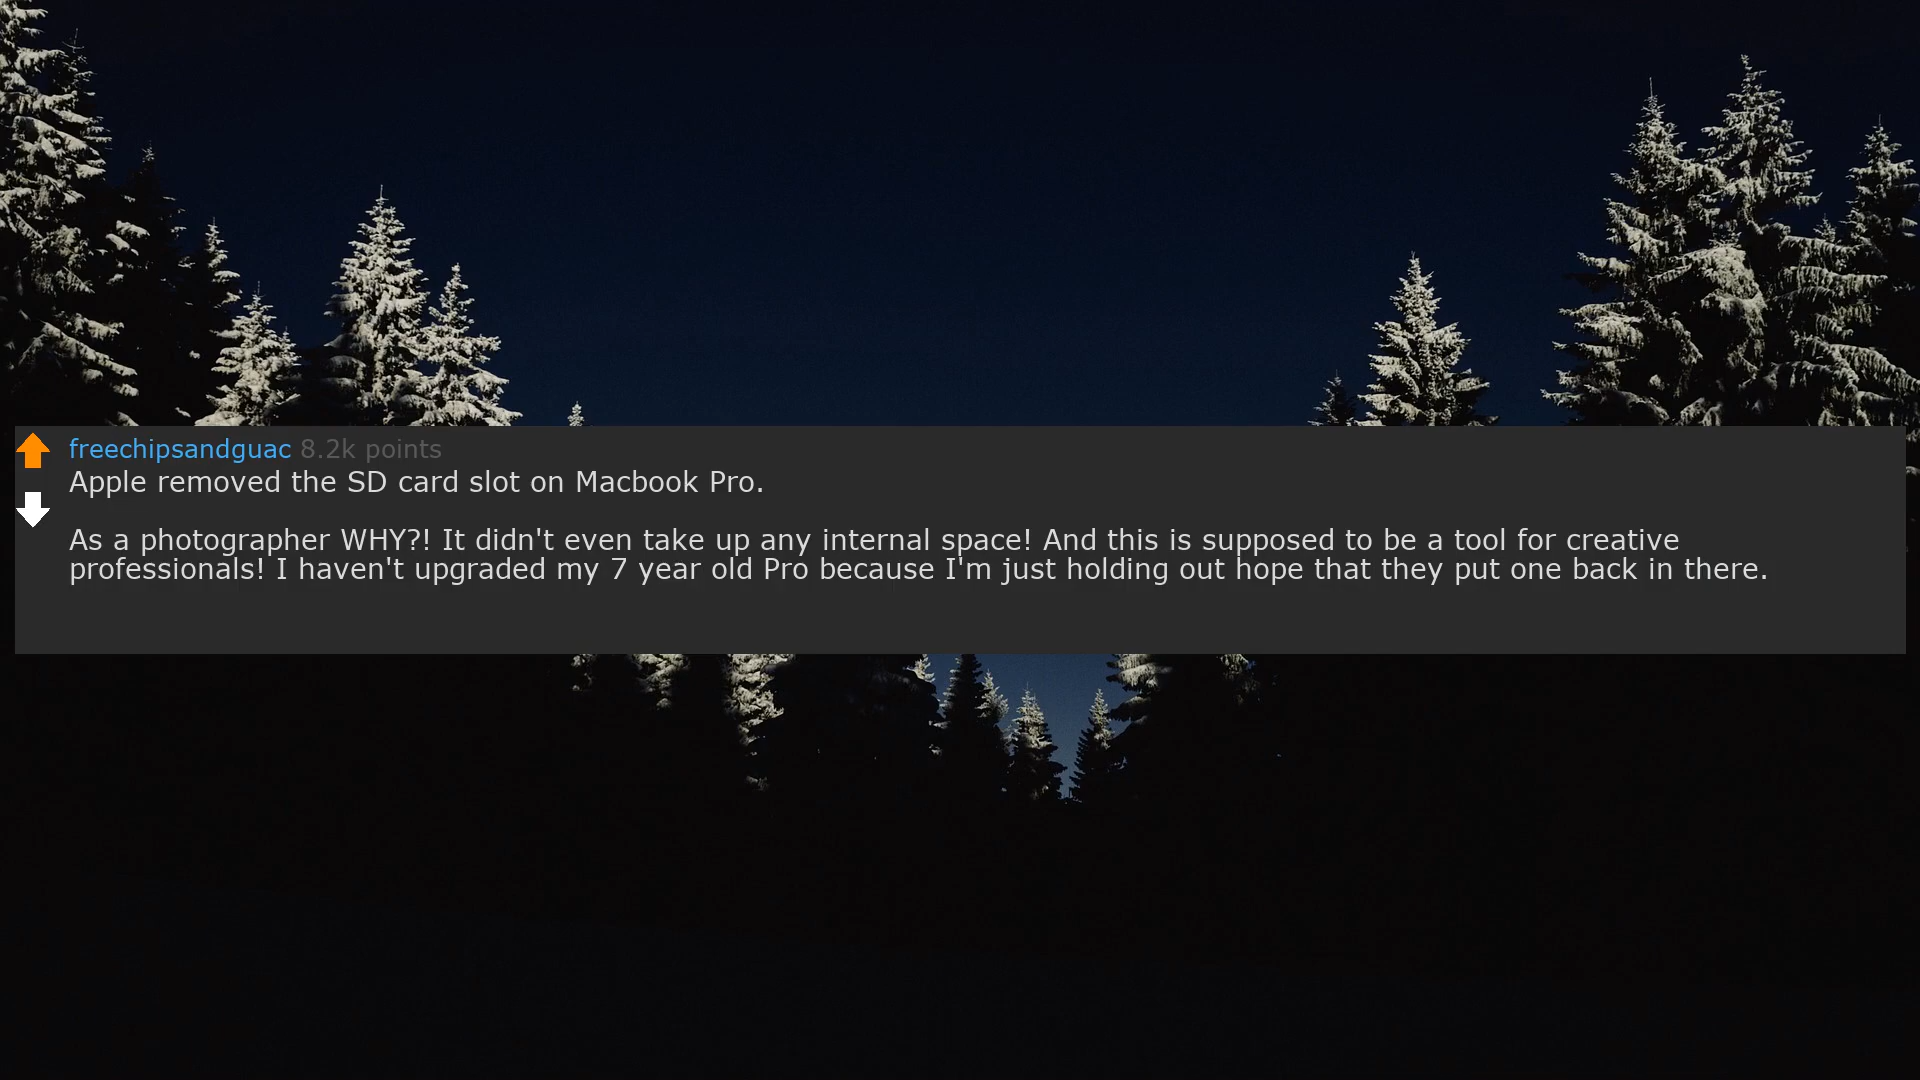 freechipsandguac 8.2k points
Apple removed the SD card slot on Macbook Pro.
As a photographer WHY?! It didn't even take up any internal space! And this is supposed to be a tool for creative
professionals! I haven't upgraded my 7 year old Pro because I'm just holding out hope that they put one back in there.